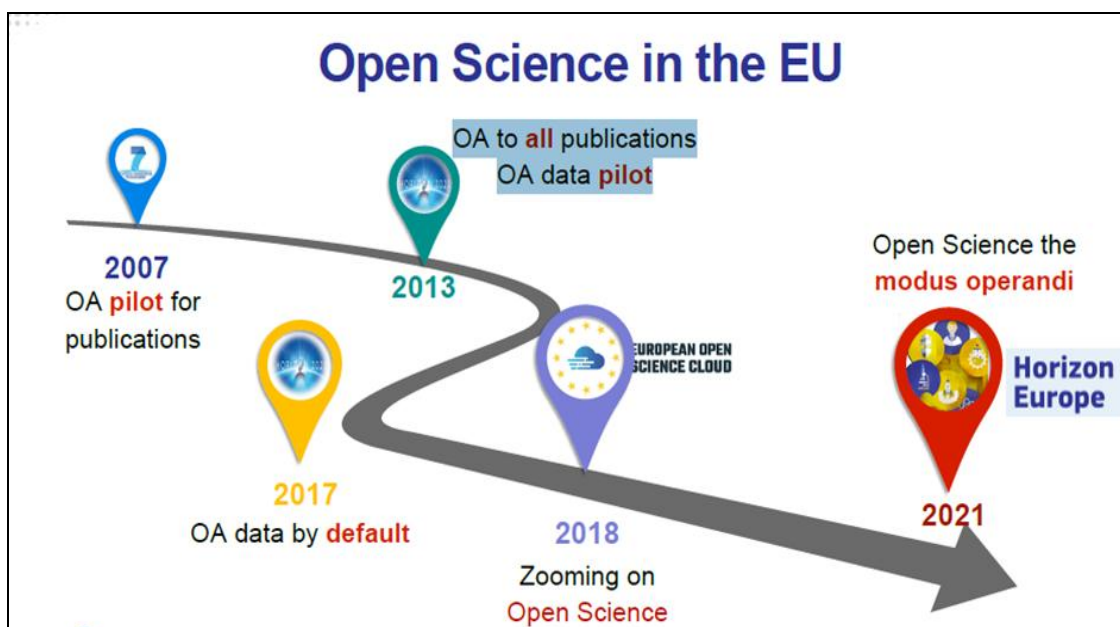 Open Science in the EU
7
OA to all publications
OA data pilot
2007
OA pilot for
publications
2013
Open Science the
modus operandi
EUROPEAN OPEN
SCIENCE CLOUD
Horizon
Europe
2017
OA data by default
2018
Zooming on
Open Science
2021